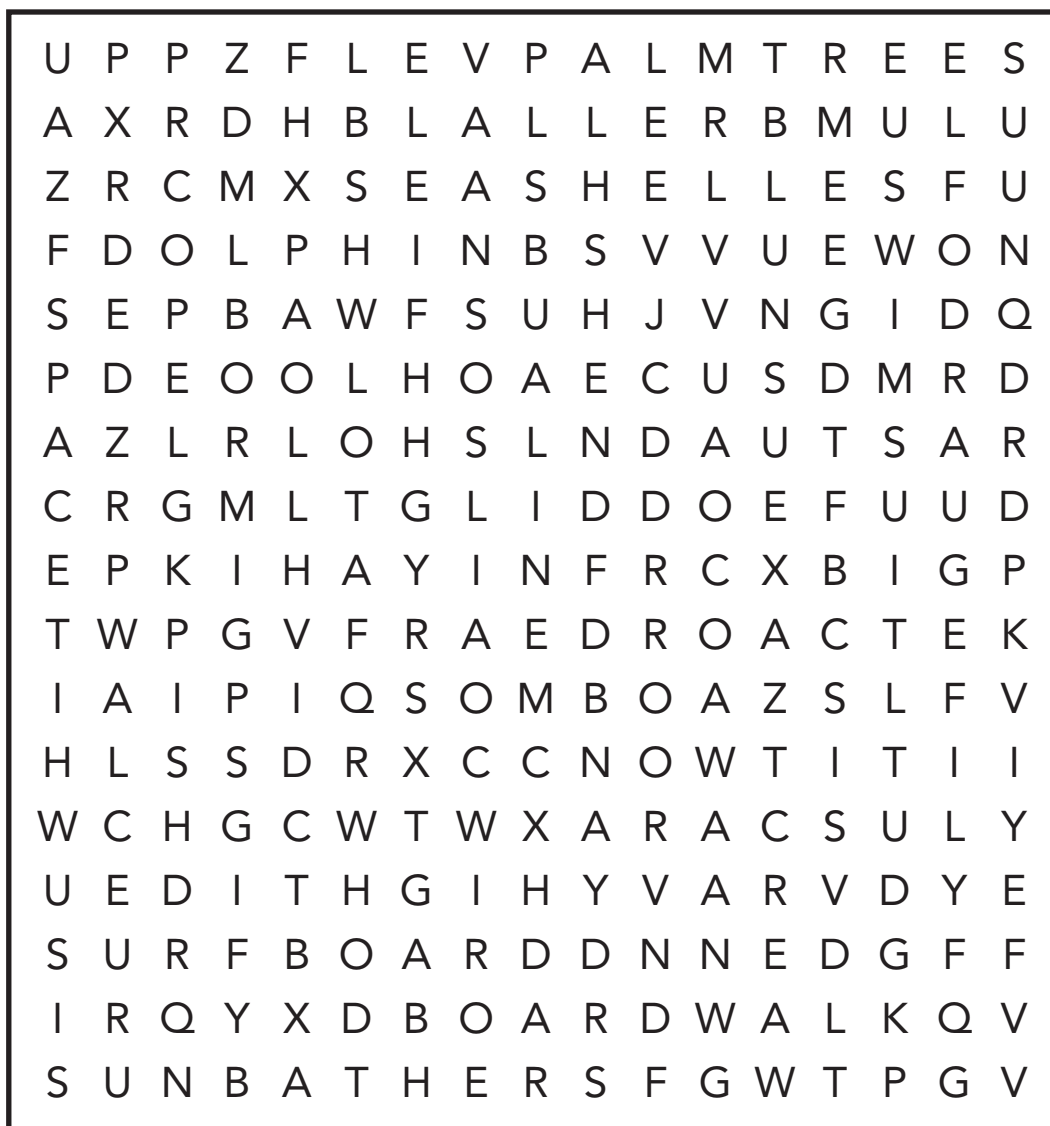 U P P Z F L E V P A L M T R E E S
A X R D H B L A L L E R B M U L U
Z R C M X S E A S H E L L E S F U
F D O L P H I N B S V V U E W O N
S E P B A W F S U H J V N G I D Q
P D E O O L H O A E C U S D M R D
A Z L R L O H S L N D A U T S A R
C R G M L T G L I D D O E F U U D
E P K I H A Y I N F R C X B I G P
T W P G V F R A E D R O A C T E K
I A I P I Q S O M B O A Z S L F V
H L S S D R X C C N O W T I T I I
W C H G C W T W X A R A C S U L Y
U E D I T H G I H Y V A R V D Y E
S U R F B O A R D D N N E D G F F
I R Q Y X D B O A R D W A L K Q V
S U N B A T H E R S F G W T P G V